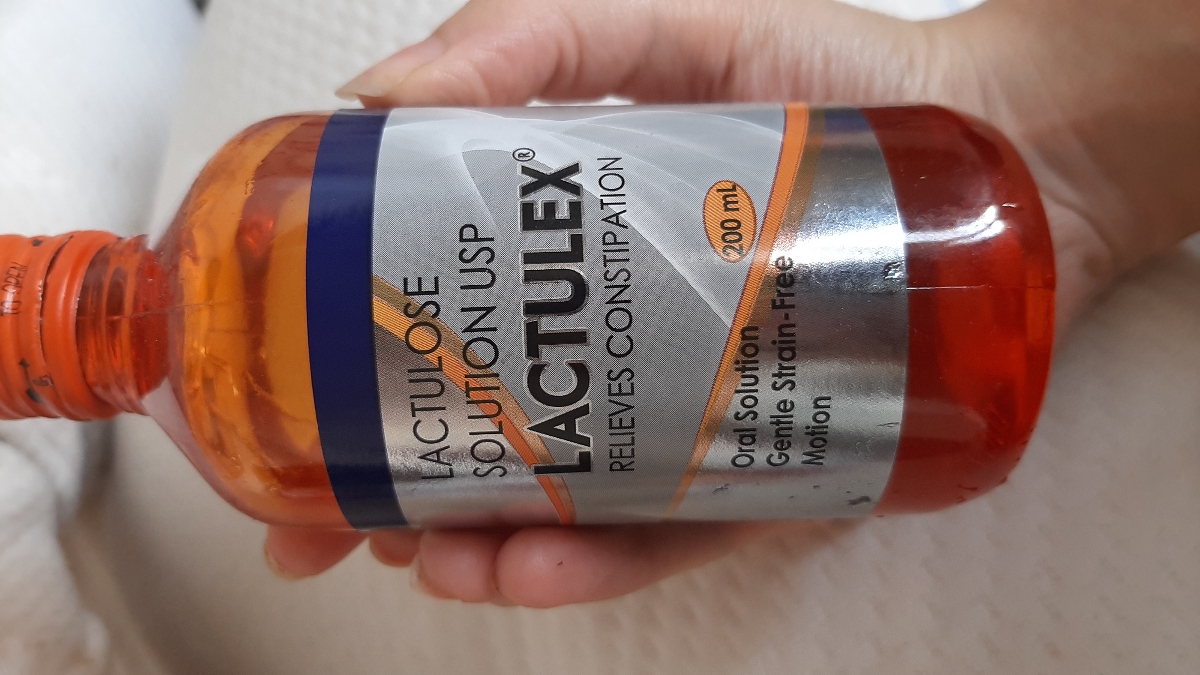 LACTULOSE
SOLUTION USP
LACTULEX®
RELIEVES CONSTIPATION
200 mL
Oral Solution
Gentle Strain-Free
Motion